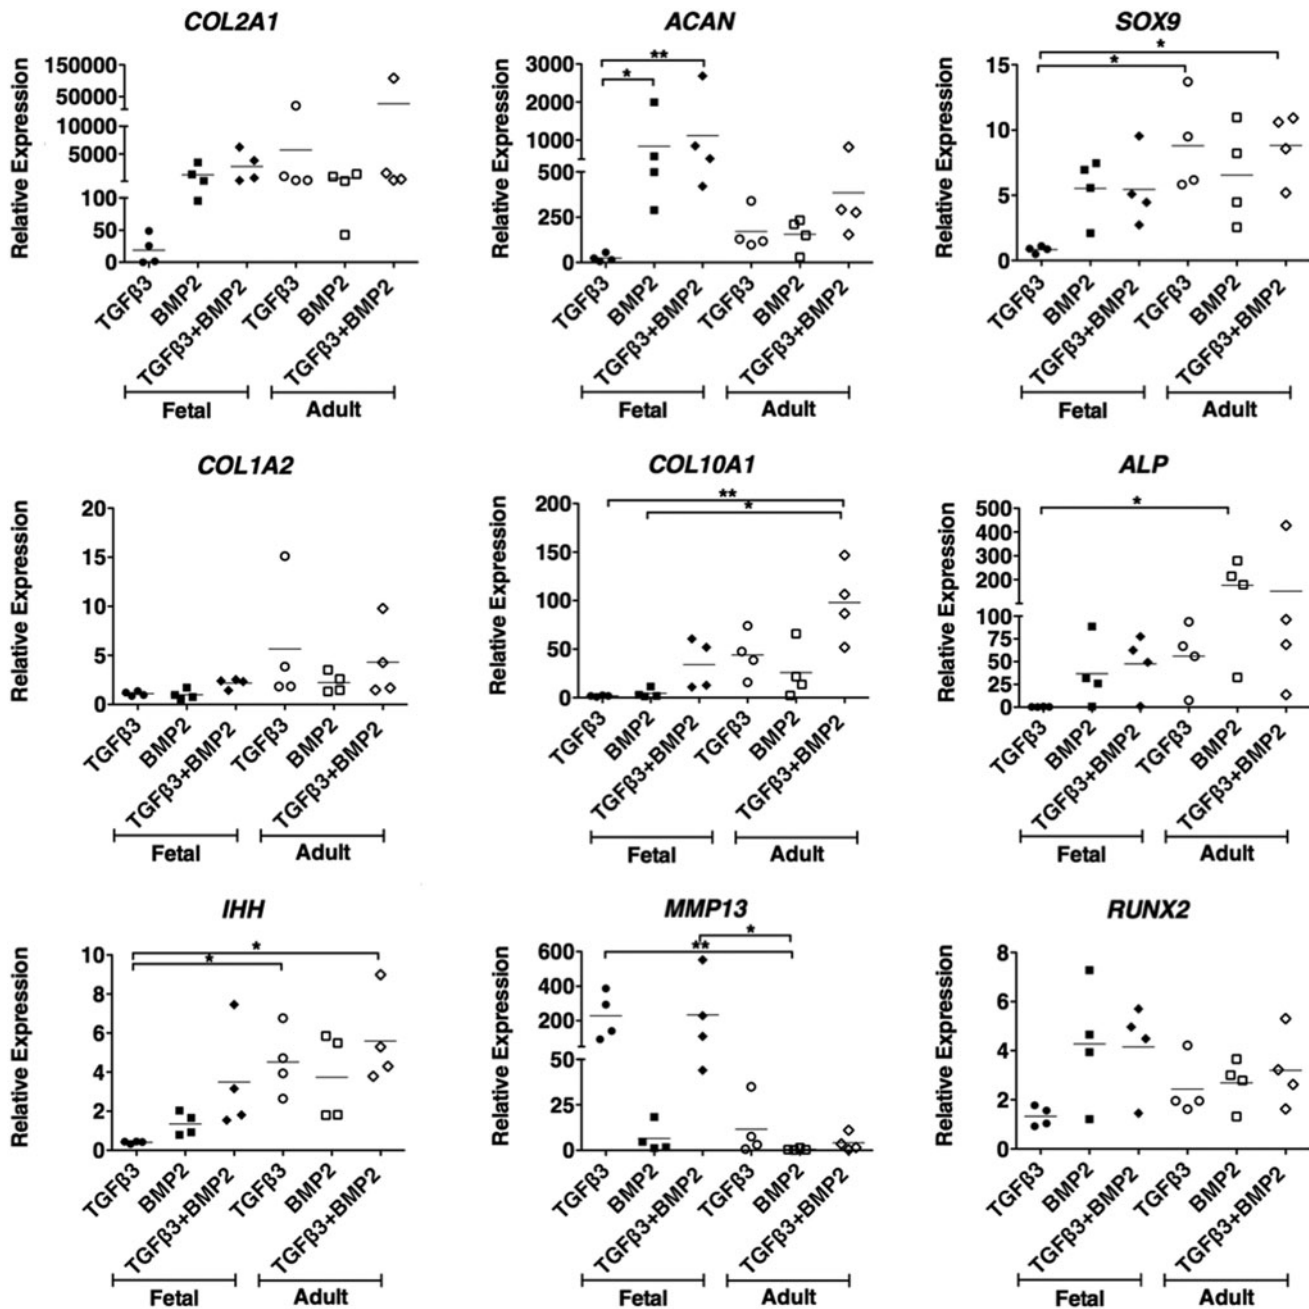 COL2A1
Relative Expression
150000
50000
10000
5000
100
50
0
TGFβ3
BMP2
TGFβ3+BMP2
TGFβ3
BMP2
TGFβ3+BMP2
Fetal
Adult
ACAN
Relative Expression
3000
2000
1000
500
250
0
**
*
TGFβ3
BMP2
TGFβ3+BMP2
TGFβ3
BMP2
TGFβ3+BMP2
Fetal
Adult
SOX9
Relative Expression
15
10
5
0
*
*
TGFβ3
BMP2
TGFβ3+BMP2
TGFβ3
BMP2
TGFβ3+BMP2
Fetal
Adult
COL1A2
Relative Expression
20
15
10
5
0
TGFβ3
BMP2
TGFβ3+BMP2
TGFβ3
BMP2
TGFβ3+BMP2
Fetal
Adult
COL10A1
Relative Expression
200
150
100
50
0
**
*
TGFβ3
BMP2
TGFβ3+BMP2
TGFβ3
BMP2
TGFβ3+BMP2
Fetal
Adult
ALP
Relative Expression
500
400
300
200
100
75
50
25
0
*
TGFβ3
BMP2
TGFβ3+BMP2
TGFβ3
BMP2
TGFβ3+BMP2
Fetal
Adult
IHH
Relative Expression
10
8
6
4
2
0
*
*
TGFβ3
BMP2
TGFβ3+BMP2
TGFβ3
BMP2
TGFβ3+BMP2
Fetal
Adult
MMP13
Relative Expression
600
400
200
50
25
0
*
**
TGFβ3
BMP2
TGFβ3+BMP2
TGFβ3
BMP2
TGFβ3+BMP2
Fetal
Adult
RUNX2
Relative Expression
8
6
4
2
0
TGFβ3
BMP2
TGFβ3+BMP2
TGFβ3
BMP2
TGFβ3+BMP2
Fetal
Adult